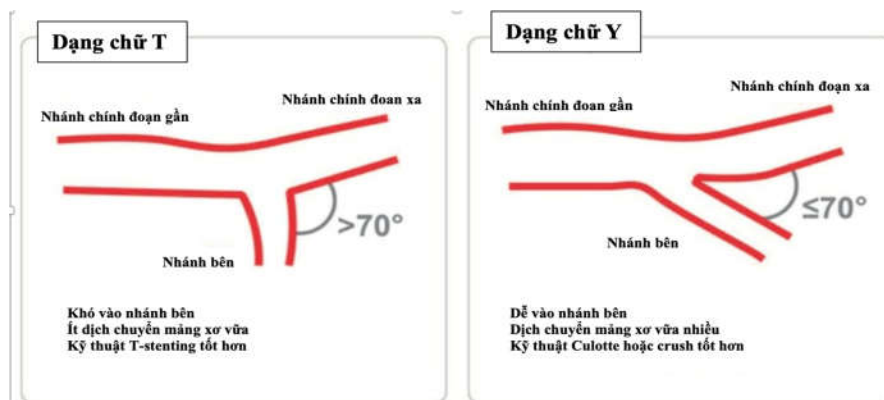 Dạng chữ T
Nhánh chính đoạn gần
Nhánh chính đoan xa
>70°
Nhánh bên
Khó vào nhánh bên
Ít dịch chuyển mảng xơ vữa
Kỹ thuật T-stenting tốt hơn
Dạng chữ Y
Nhánh chính đoạn gần
Nhánh chính đoạn xa
≤70°
Nhánh bên
Dễ vào nhánh bên
Dịch chuyển mảng xơ vữa nhiều
Kỹ thuật Culotte hoặc crush tốt hơn